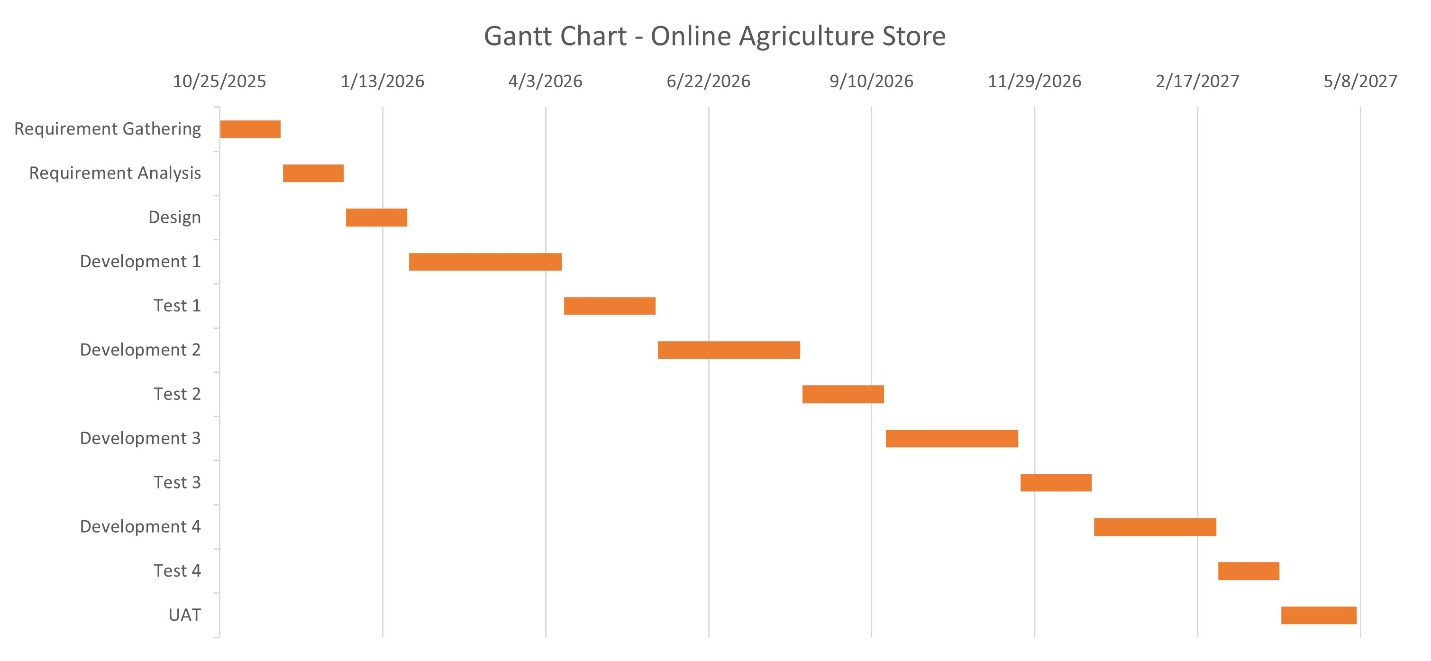 Gantt Chart - Online Agriculture Store
10/25/2025 1/13/2026 4/3/2026 6/22/2026 9/10/2026 11/29/2026 2/17/2027 5/8/2027
Requirement Gathering
Requirement Analysis
Design
Development 1
Test 1
Development 2
Test 2
Development 3
Test 3
Development 4
Test 4
UAT